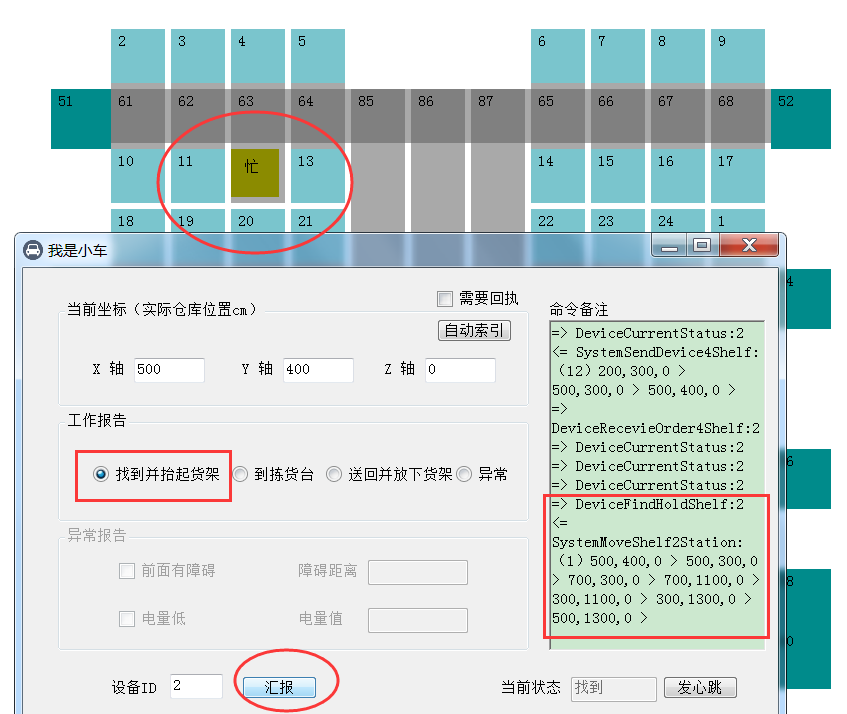 2 3 4 5 6 7 8 9
51 61 62 63 64 85 86 87 65 66 67 68 52
10 11 忙 13 14 15 16 17
18 19 20 21 22 23 24 1
我是小车
4
当前坐标（实际仓库位置cm）
需要回执
自动索引
X 轴 500 Y 轴 400 Z 轴 0
工作报告
找到并抬起货架 到拣货台 送回并放下货架 异常
异常报告
前面有障碍 障碍距离
电量低 电量值
设备ID 2 汇报
命令备注
=> DeviceCurrentStatus:2
<= SystemSendDevice4Shelf:
（12）200,300,0 >
500,300,0 > 500,400,0 >
=>
DeviceRecevieOrder4Shelf:2
=> DeviceCurrentStatus:2
=> DeviceCurrentStatus:2
=> DeviceCurrentStatus:2
=> DeviceFindHoldShelf:2
<=
SystemMoveShelf2Station:
（1）500,400,0 > 500,300,0
> 700,300,0 > 700,1100,0 >
300,1100,0 > 300,1300,0 >
500,1300,0 >
当前状态 找到 发心跳
6
8
0